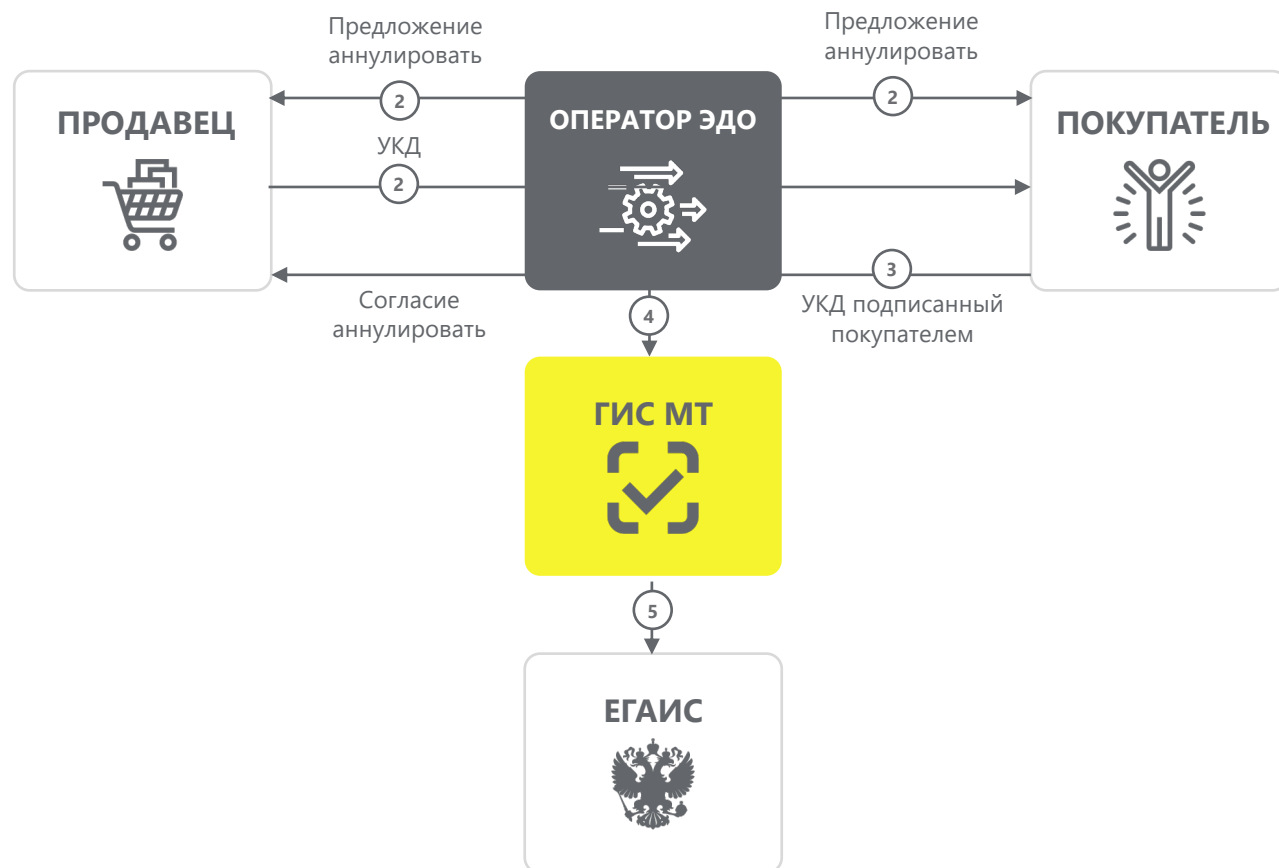 Предложение
аннулировать
Предложение
аннулировать
2
2
ПРОДАВЕЦ
ОПЕРАТОР ЭДО
ПОКУПАТЕЛЬ
УКД
2
3
Согласие
аннулировать
4
УКД подписанный
покупателем
ГИС МТ
5
ЕГАИС